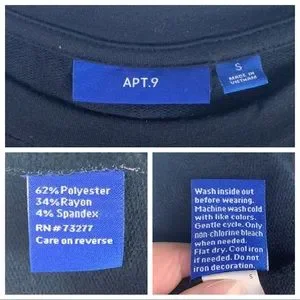 APT.9
S
MADE IN
VIETNAM
62% Polyester
34% Rayon
4% Spandex
RN# 73277
Care on reverse
Wash inside out
before wearing.
Machine wash cold
with like colors.
Gentle cycle. Only
non-chlorine bleach
when needed.
Flat dry. Cool iron
if needed. Do not
iron decoration.
S